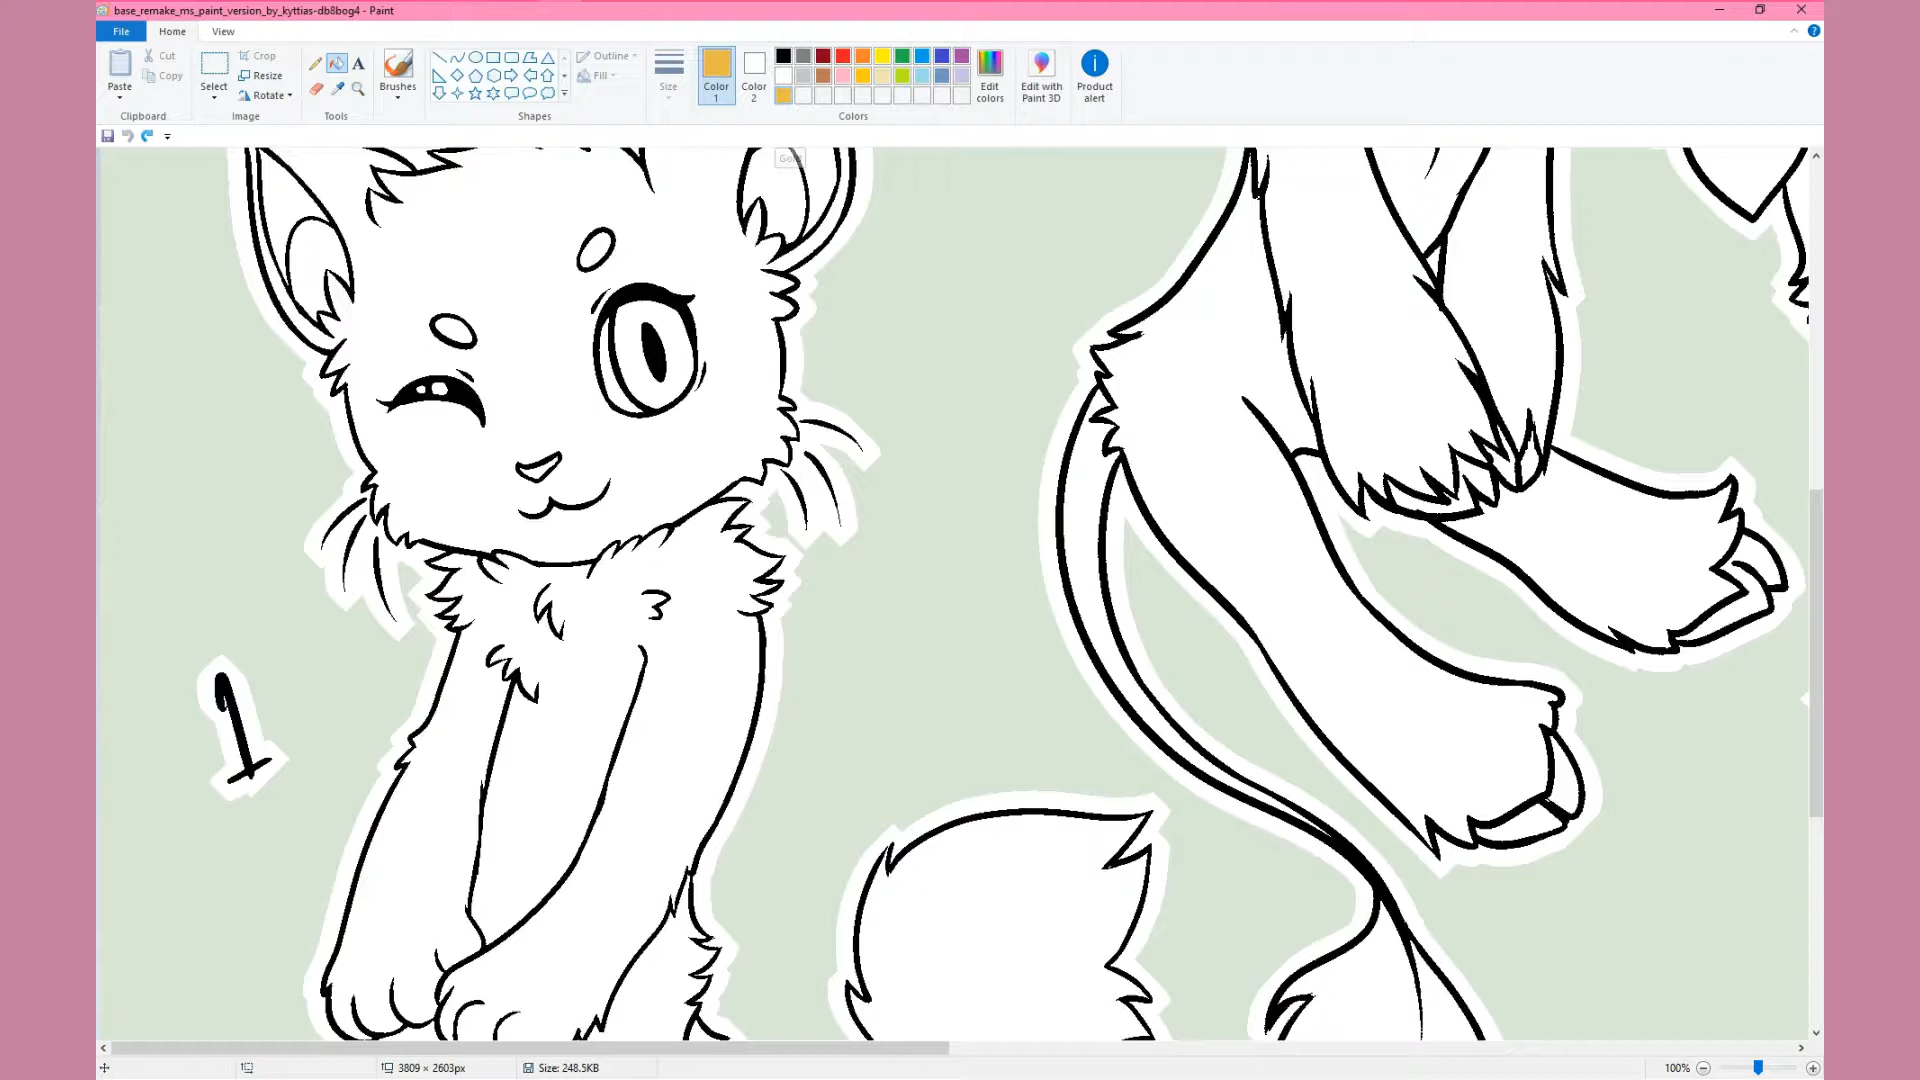 base_remake_ms_paint_version_by_kyttias-db8bog4 - Paint
File Home View
Paste Cut Copy Clipboard
Select Crop Resize Rotate Image
A Tools
Brushes
Outline Fill Shapes
Size
Color 1 Color 2 Edit colors Colors
Edit with Paint 3D
Product alert
1
3809 × 2603px Size: 248.5KB 100%